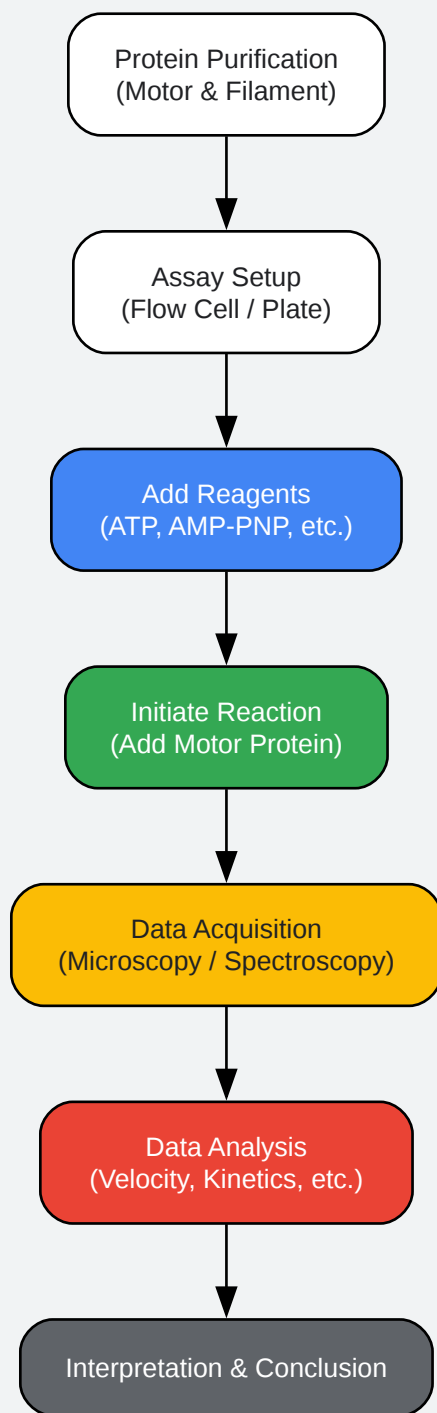 Protein Purification
(Motor & Filament)
Assay Setup
(Flow Cell / Plate)
Add Reagents
(ATP, AMP-PNP, etc.)
Initiate Reaction
(Add Motor Protein)
Data Acquisition
(Microscopy / Spectroscopy)
Data Analysis
(Velocity, Kinetics, etc.)
Interpretation & Conclusion